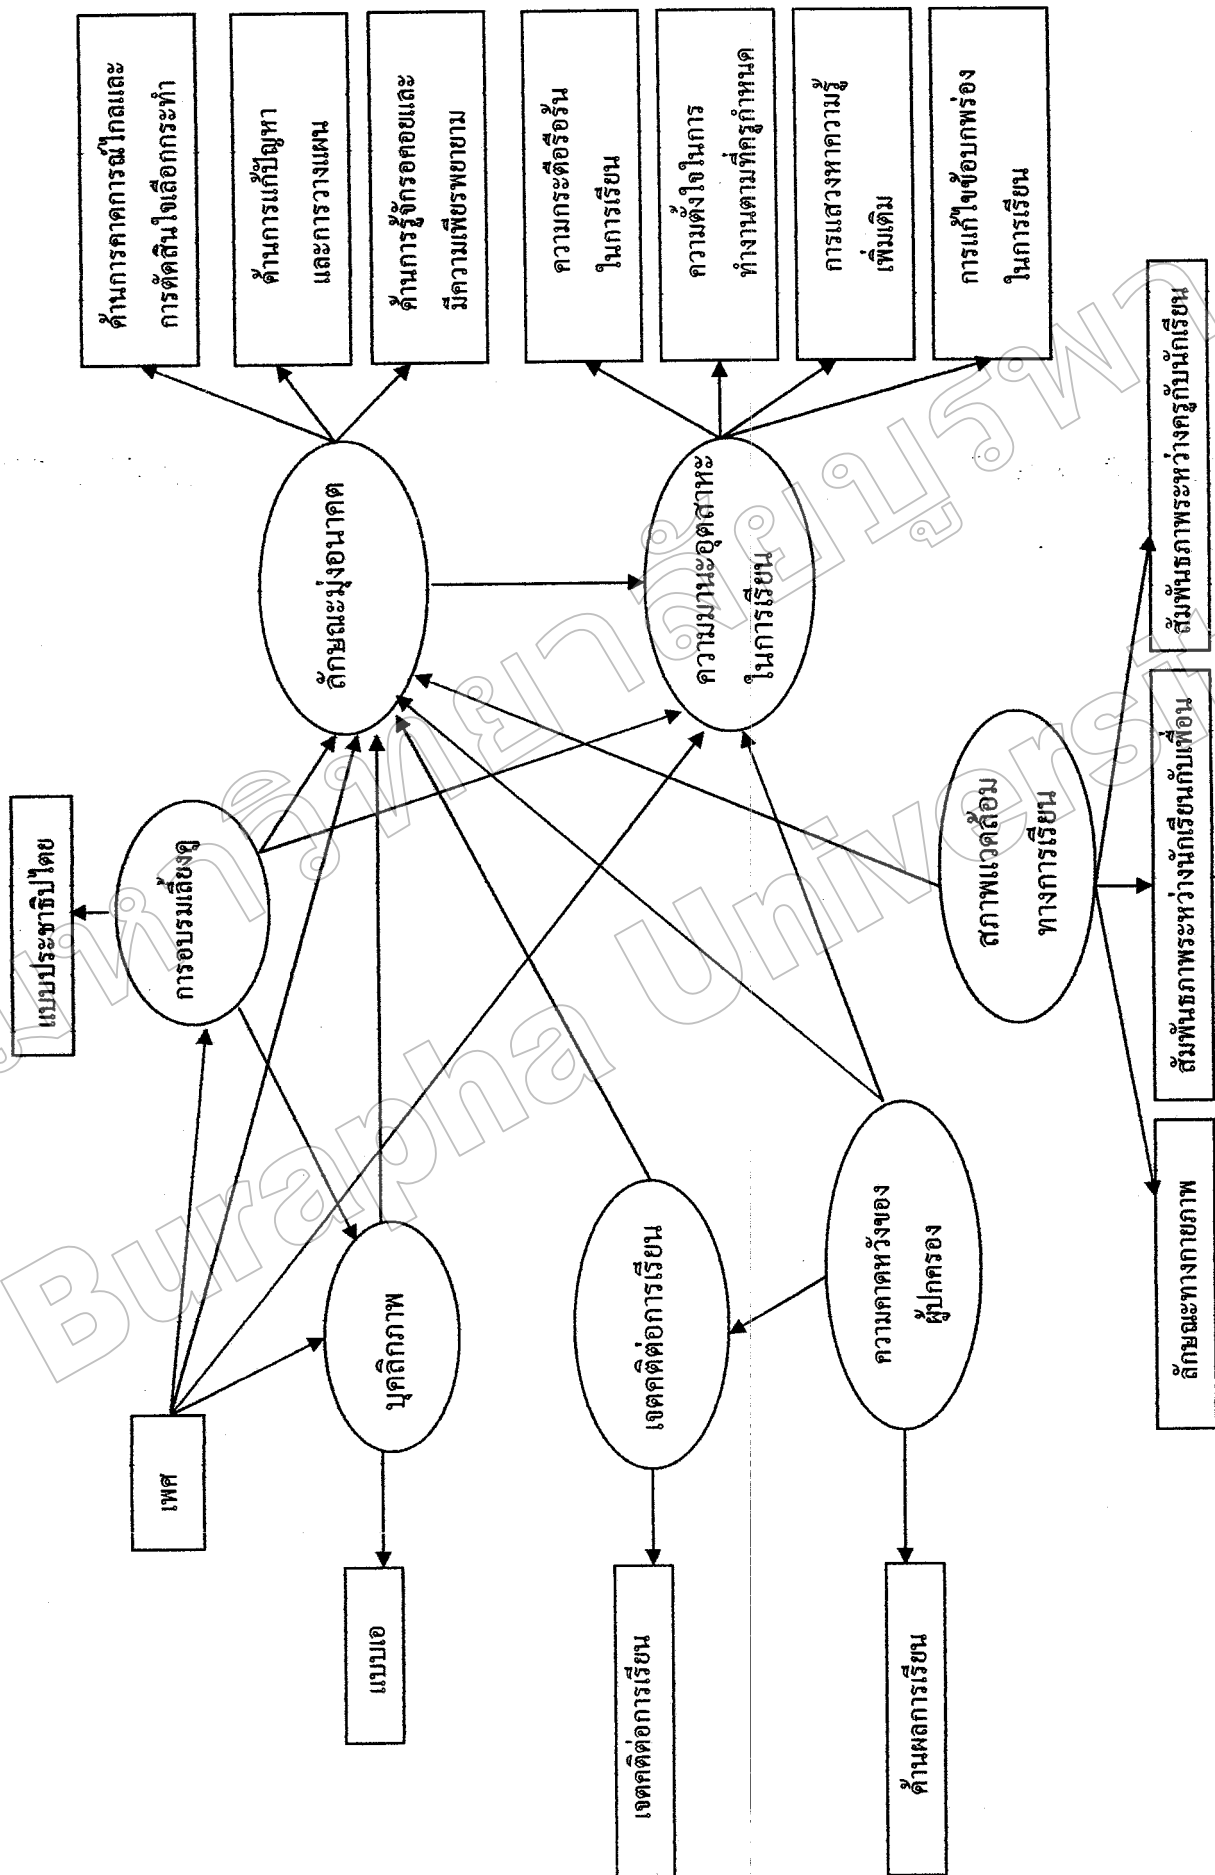 แบบประชาธิปไตย
การอบรมเลี้ยงดู
เพศ
บุคลิกภาพ
แบบเอ
ลักษณะมุ่งอนาคต
ด้านการคาดการณ์ไกลและ
การตัดสินใจเลือกกระทำ
ด้านการแก้ปัญหา
และการวางแผน
ด้านการรู้จักรอคอยและ
มีความเพียรพยายาม
เจตคติต่อการเรียน
เจตคติต่อการเรียน
ความมานะอุตสาหะ
ในการเรียน
ความกระตือรือร้น
ในการเรียน
ความตั้งใจในการ
ทำงานตามที่ครูกำหนด
การแสวงหาความรู้
เพิ่มเติม
การแก้ไขข้อบกพร่อง
ในการเรียน
ความคาดหวังของ
ผู้ปกครอง
ด้านผลการเรียน
สภาพแวดล้อม
ทางการเรียน
ลักษณะทางกายภาพ
สัมพันธภาพระหว่างนักเรียนกับเพื่อน
สัมพันธภาพระหว่างครูกับนักเรียน
มหาวิทยาลัยบูรพา
Burapha University